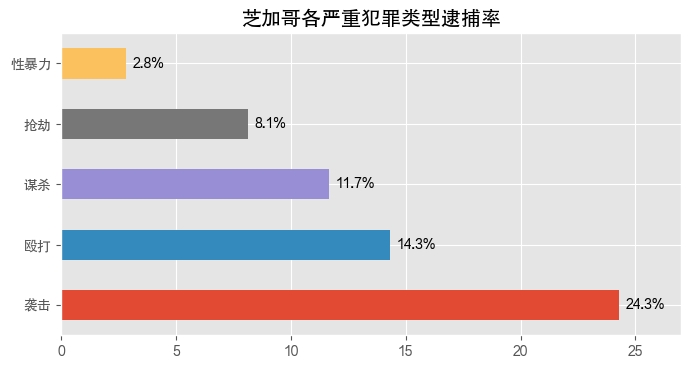 芝加哥各严重犯罪类型逮捕率
性暴力
2.8%
抢劫
8.1%
谋杀
11.7%
殴打
14.3%
袭击
24.3%
0 5 10 15 20 25